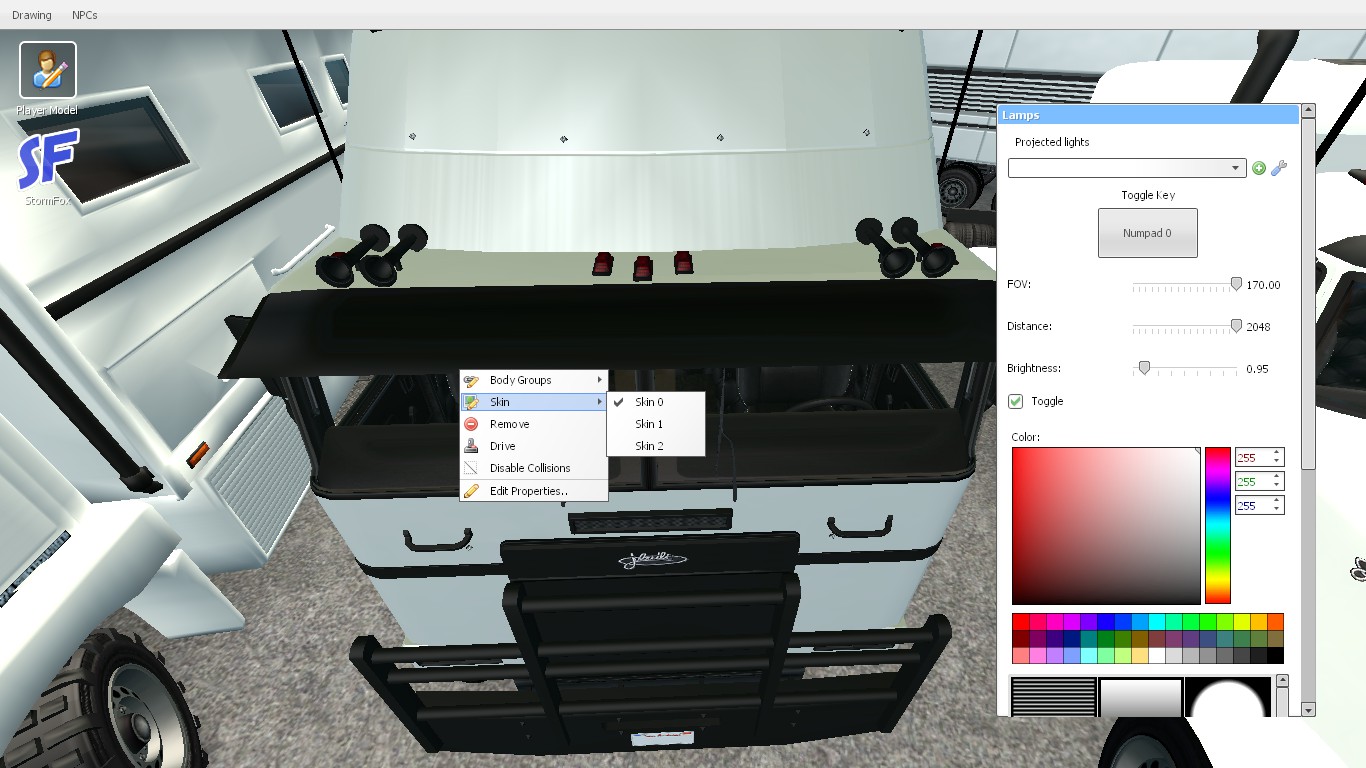 Drawing NPCs
Player Model
SF
StormFox
Lamps
Projected lights
Toggle Key
Numpad 0
FOV: 170.00
Distance: 2048
Brightness: 0.95
Toggle
Color:
255
255
255
Body Groups
Skin
Remove
Drive
Disable Collisions
Edit Properties..
Skin 0
Skin 1
Skin 2